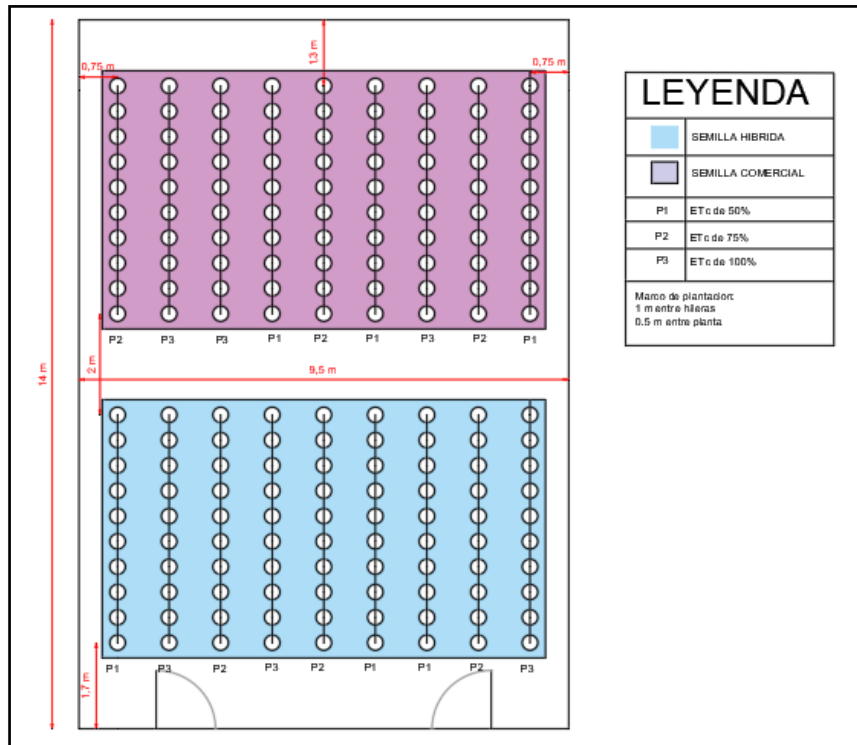 0,75 m
1,3 m
0,75 m
P2 P3 P3 P1 P2 P1 P3 P2 P1
14 m
2 m
9,5 m
1,7 m
P1 P3 P2 P3 P2 P1 P1 P2 P3
LEYENDA
SEMILLA HIBRIDA
SEMILLA COMERCIAL
P1 ETc de 50%
P2 ETc de 75%
P3 ETc de 100%
Marco de plantacion:
1 m entre hileras
0.5 m entre planta